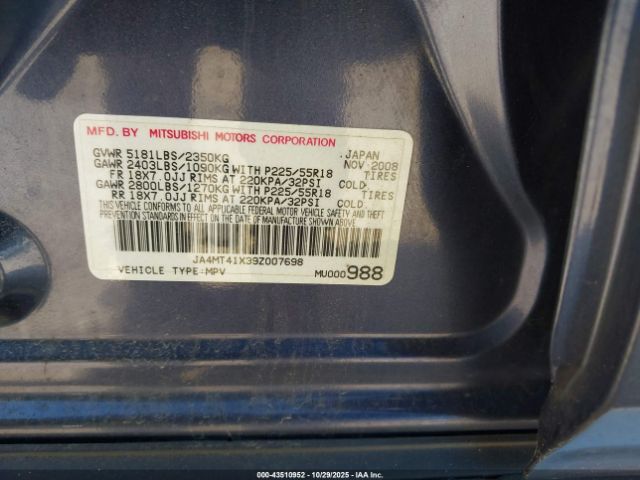 MFD. BY MITSUBISHI MOTORS CORPORATION
JAPAN
GVWR 5181LBS/2350KG NOV 2008
GAWR 2403LBS/1090KG WITH P225/55R18 TIRES
FR 18X7.0JJ RIMS AT 220KPA/32PSI COLD.
GAWR 2800LBS/1270KG WITH P225/55R18 TIRES
RR 18X7.0JJ RIMS AT 220KPA/32PSI COLD.
THIS VEHICLE CONFORMS TO ALL APPLICABLE FEDERAL MOTOR VEHICLE SAFETY AND THEFT
PREVENTION STANDARDS IN EFFECT ON THE DATE OF MANUFACTURE SHOWN ABOVE.
JA4MT41X39Z007698
VEHICLE TYPE:MPV MU000988
000-43510952 | 10/29/2025 | IAAI.COM